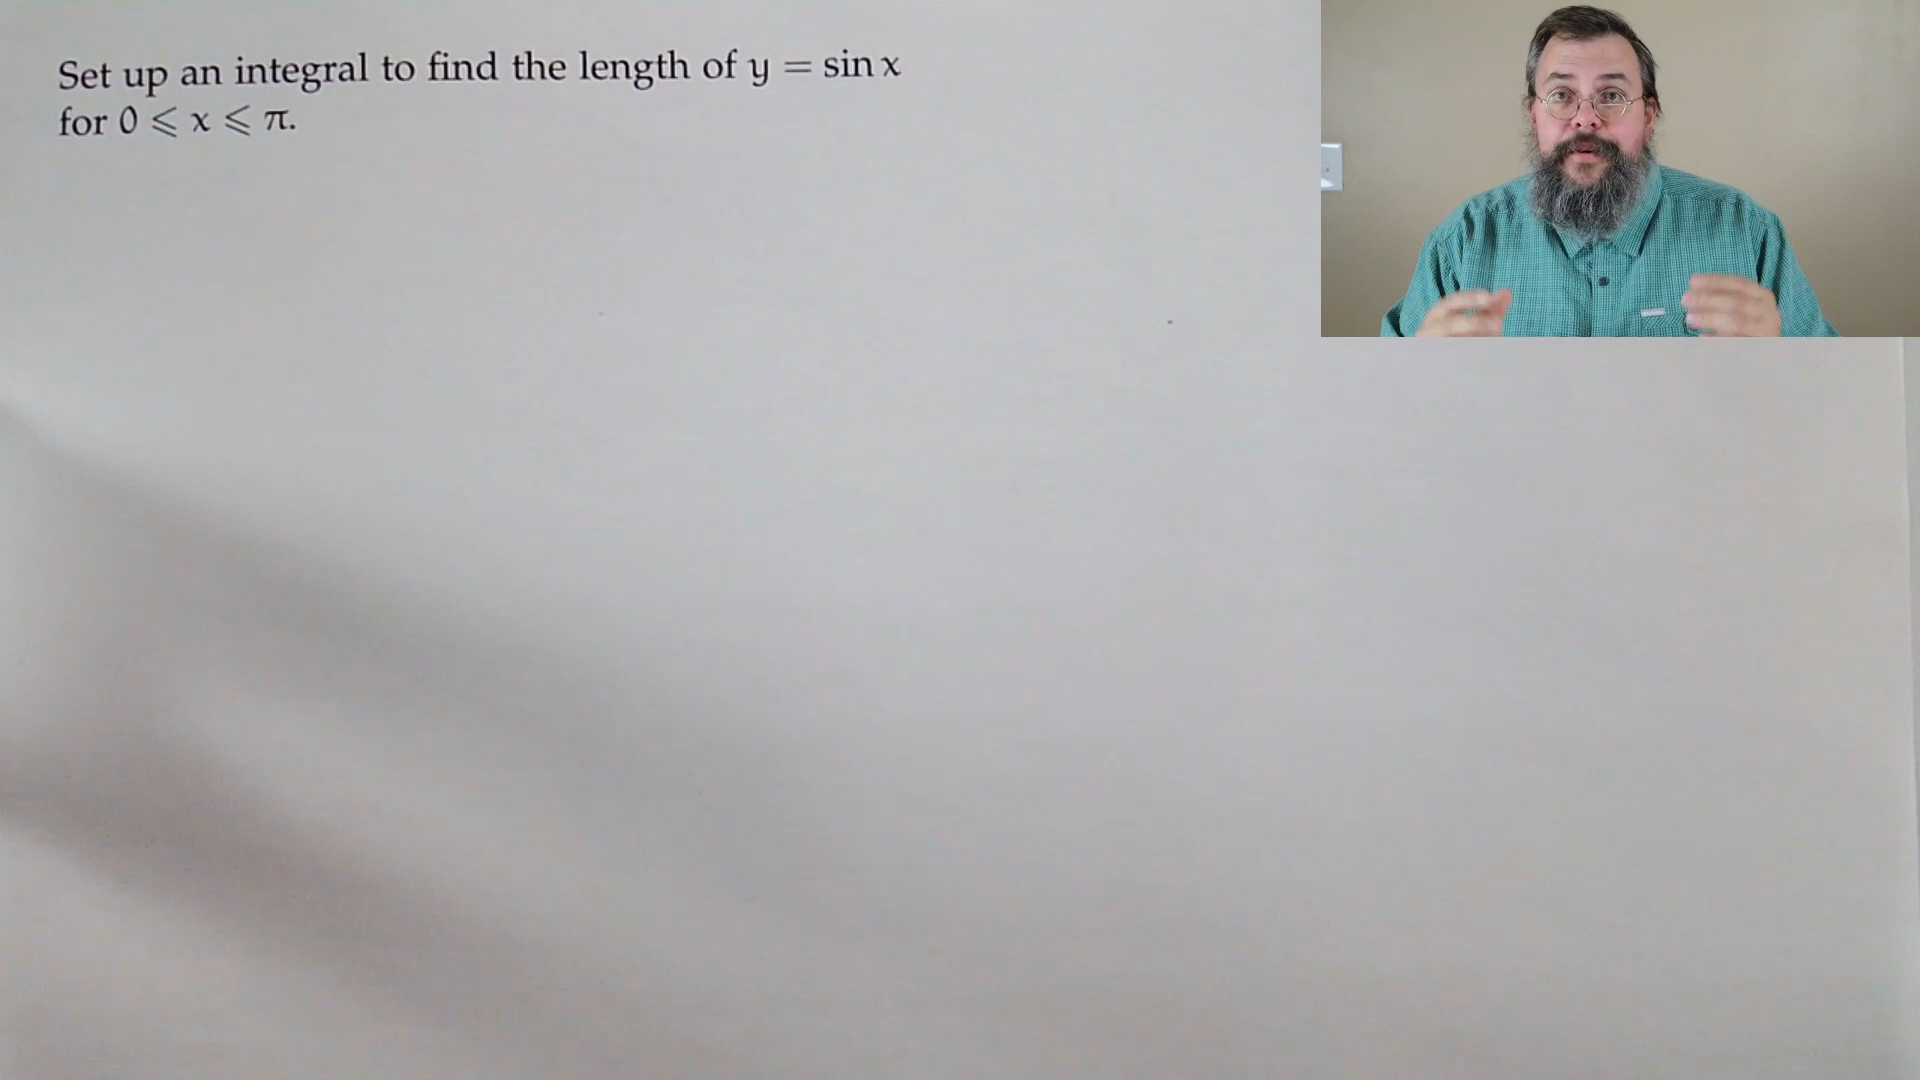 Set up an integral to find the length of y = sin x
for 0 ⩽ x ⩽ π.